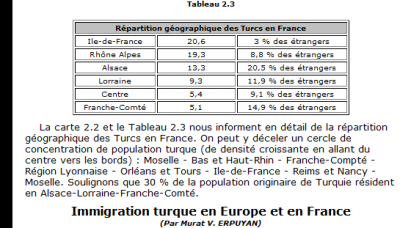 Tableau 2.3
Répartition géographique des Turcs en France
Ile-de-France 20,6 3 % des étrangers
Rhône Alpes 19,3 8,8 % des étrangers
Alsace 13,3 20,5 % des étrangers
Lorraine 9,3 11,9 % des étrangers
Centre 5,4 9,1 % des étrangers
Franche-Comté 5,1 14,9 % des étrangers
La carte 2.2 et le Tableau 2.3 nous informent en détail de la répartition
géographique des Turcs en France. On peut y déceler un cercle de
concentration de population turque (de densité croissante en allant du
centre vers les bords) : Moselle - Bas et Haut-Rhin - Franche-Compté -
Région Lyonnaise - Orléans et Tours - Ile-de-France - Reims et Nancy -
Moselle. Soulignons que 30 % de la population originaire de Turquie résident
en Alsace-Lorraine-Franche-Comté.
Immigration turque en Europe et en France
(Par Murat V. ERPUYAN)